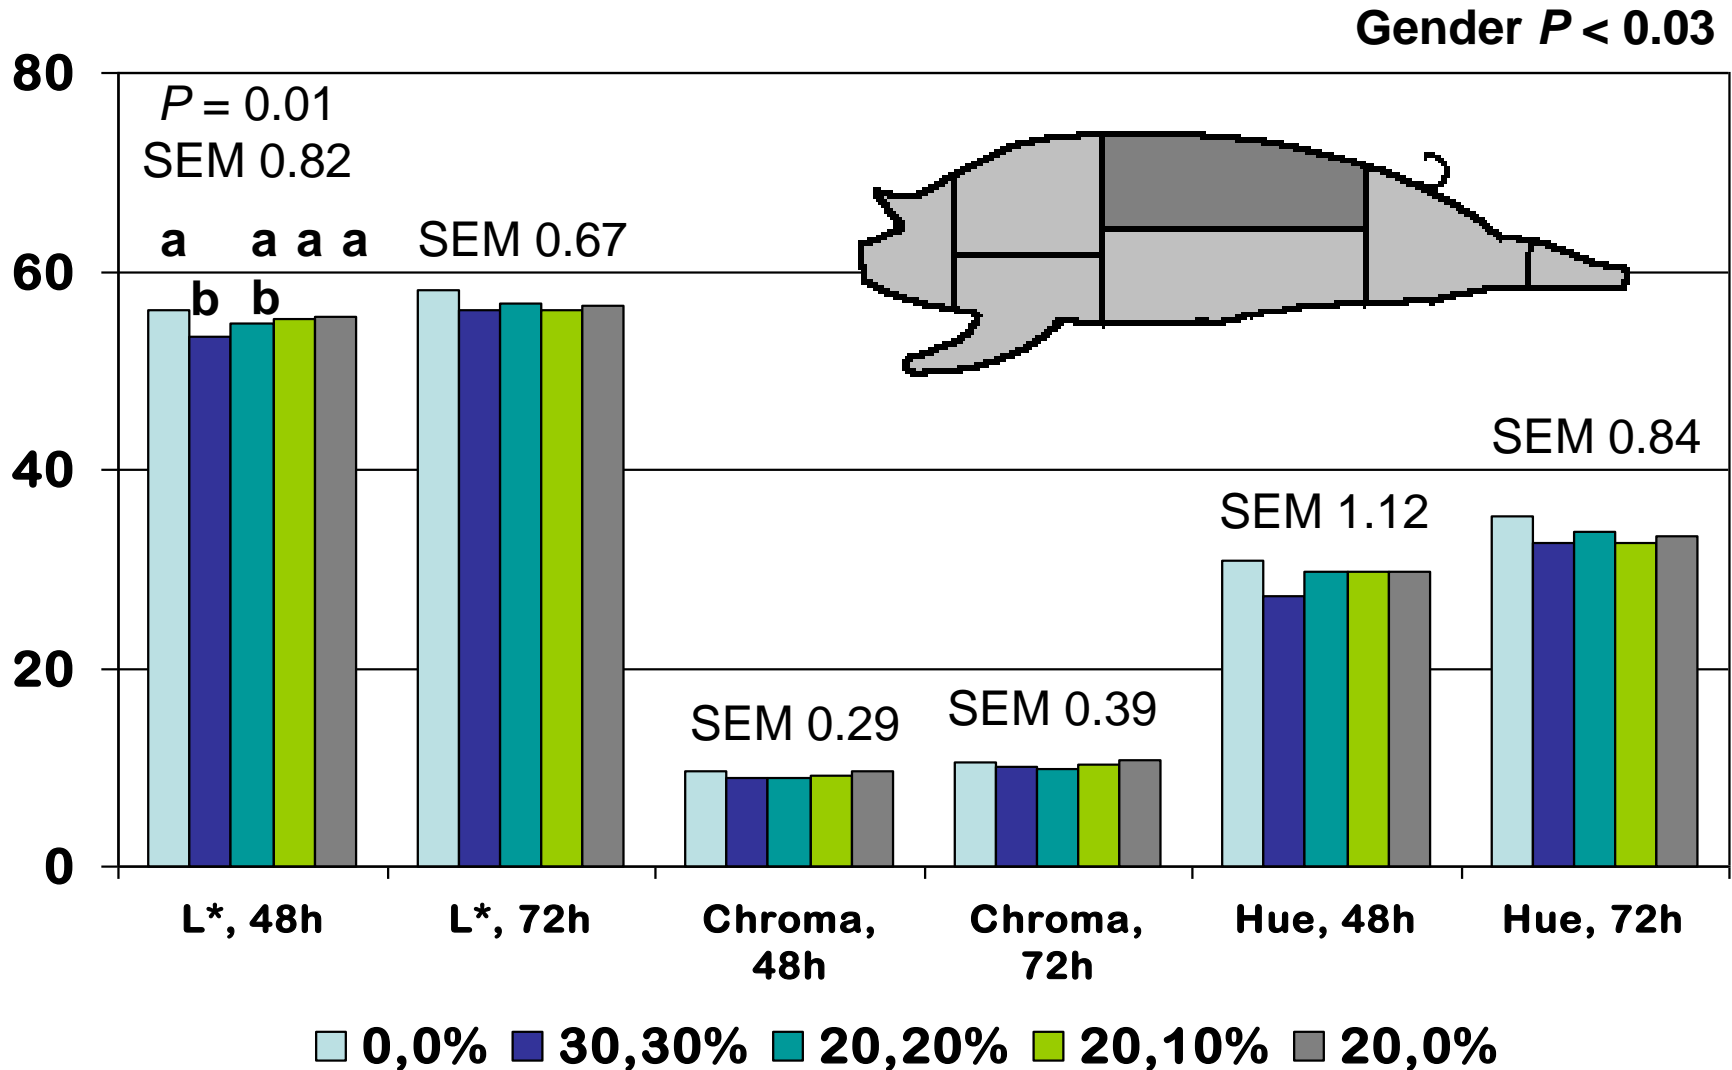 Gender P < 0.03
80
P = 0.01
SEM 0.82
a a a a SEM 0.67
60
b b
40
SEM 0.84
SEM 1.12
20
SEM 0.29 SEM 0.39
0
L*, 48h L*, 72h Chroma, 48h Chroma, 72h Hue, 48h Hue, 72h
0,0% 30,30% 20,20% 20,10% 20,0%